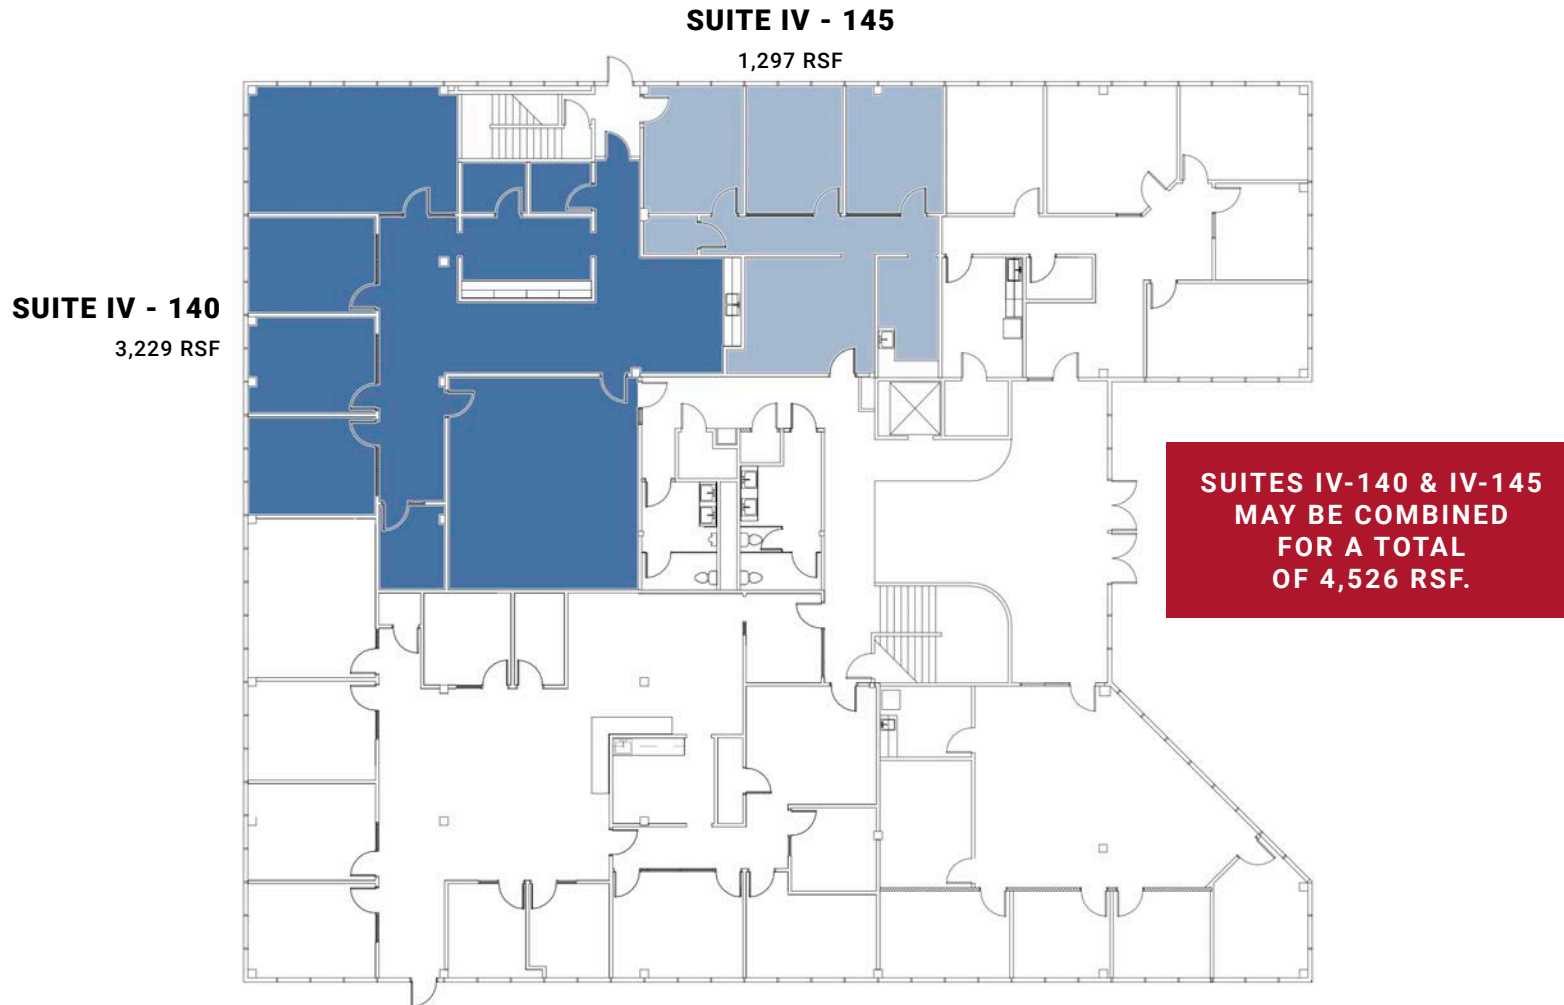 SUITE IV - 145
1,297 RSF
SUITE IV - 140
3,229 RSF
SUITES IV-140 & IV-145
MAY BE COMBINED
FOR A TOTAL
OF 4,526 RSF.